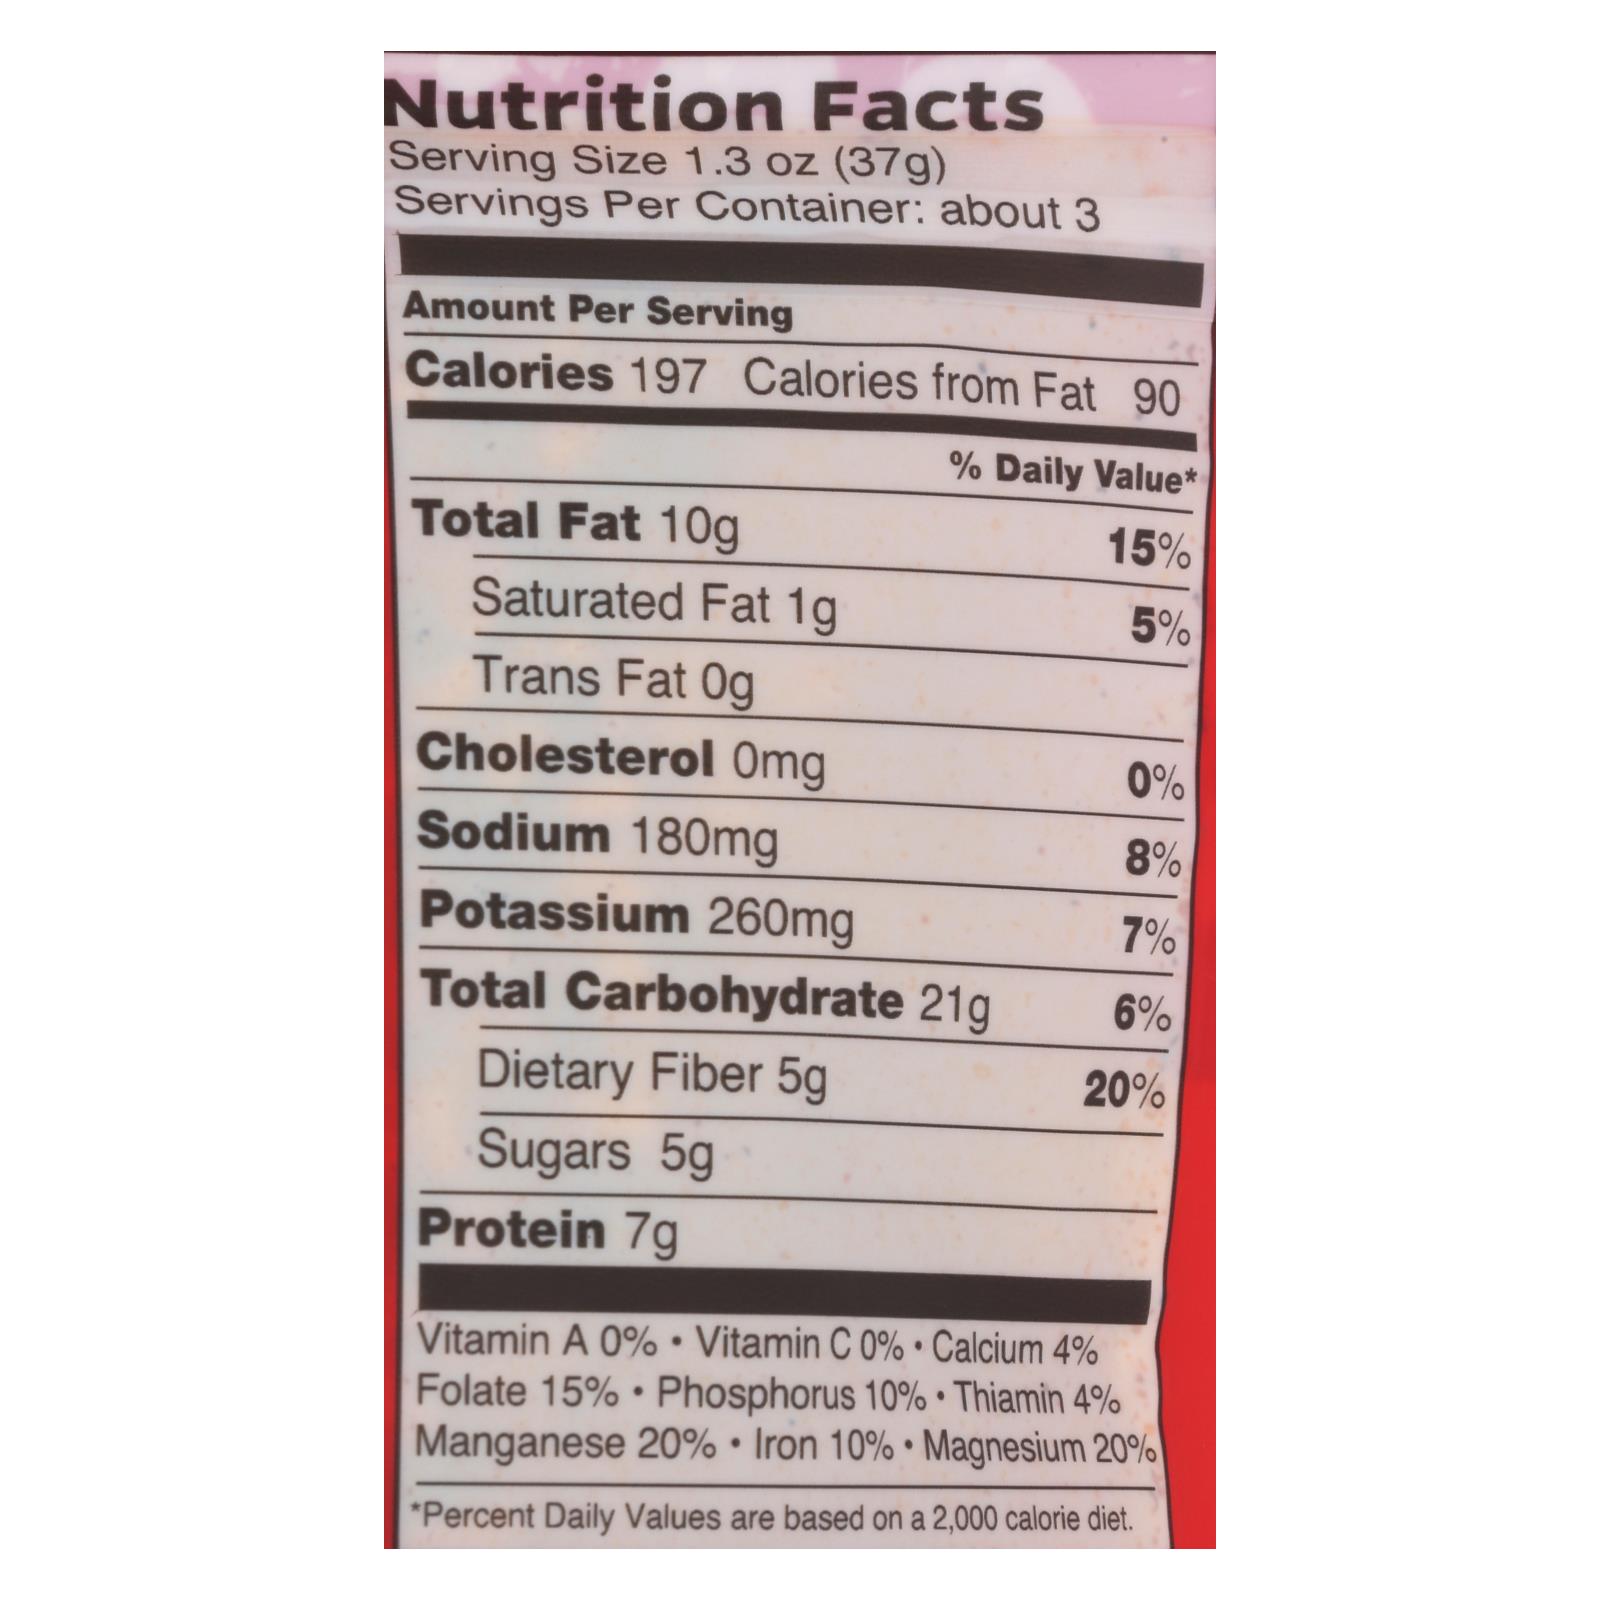 Nutrition Facts
Serving Size 1.3 oz (37g)
Servings Per Container: about 3
Amount Per Serving
Calories 197 Calories from Fat 90
% Daily Value*
Total Fat 10g 15%
Saturated Fat 1g 5%
Trans Fat 0g
Cholesterol 0mg 0%
Sodium 180mg 8%
Potassium 260mg 7%
Total Carbohydrate 21g 6%
Dietary Fiber 5g 20%
Sugars 5g
Protein 7g
Vitamin A 0% • Vitamin C 0% • Calcium 4%
Folate 15% • Phosphorus 10% • Thiamin 4%
Manganese 20% • Iron 10% • Magnesium 20%
*Percent Daily Values are based on a 2,000 calorie diet.